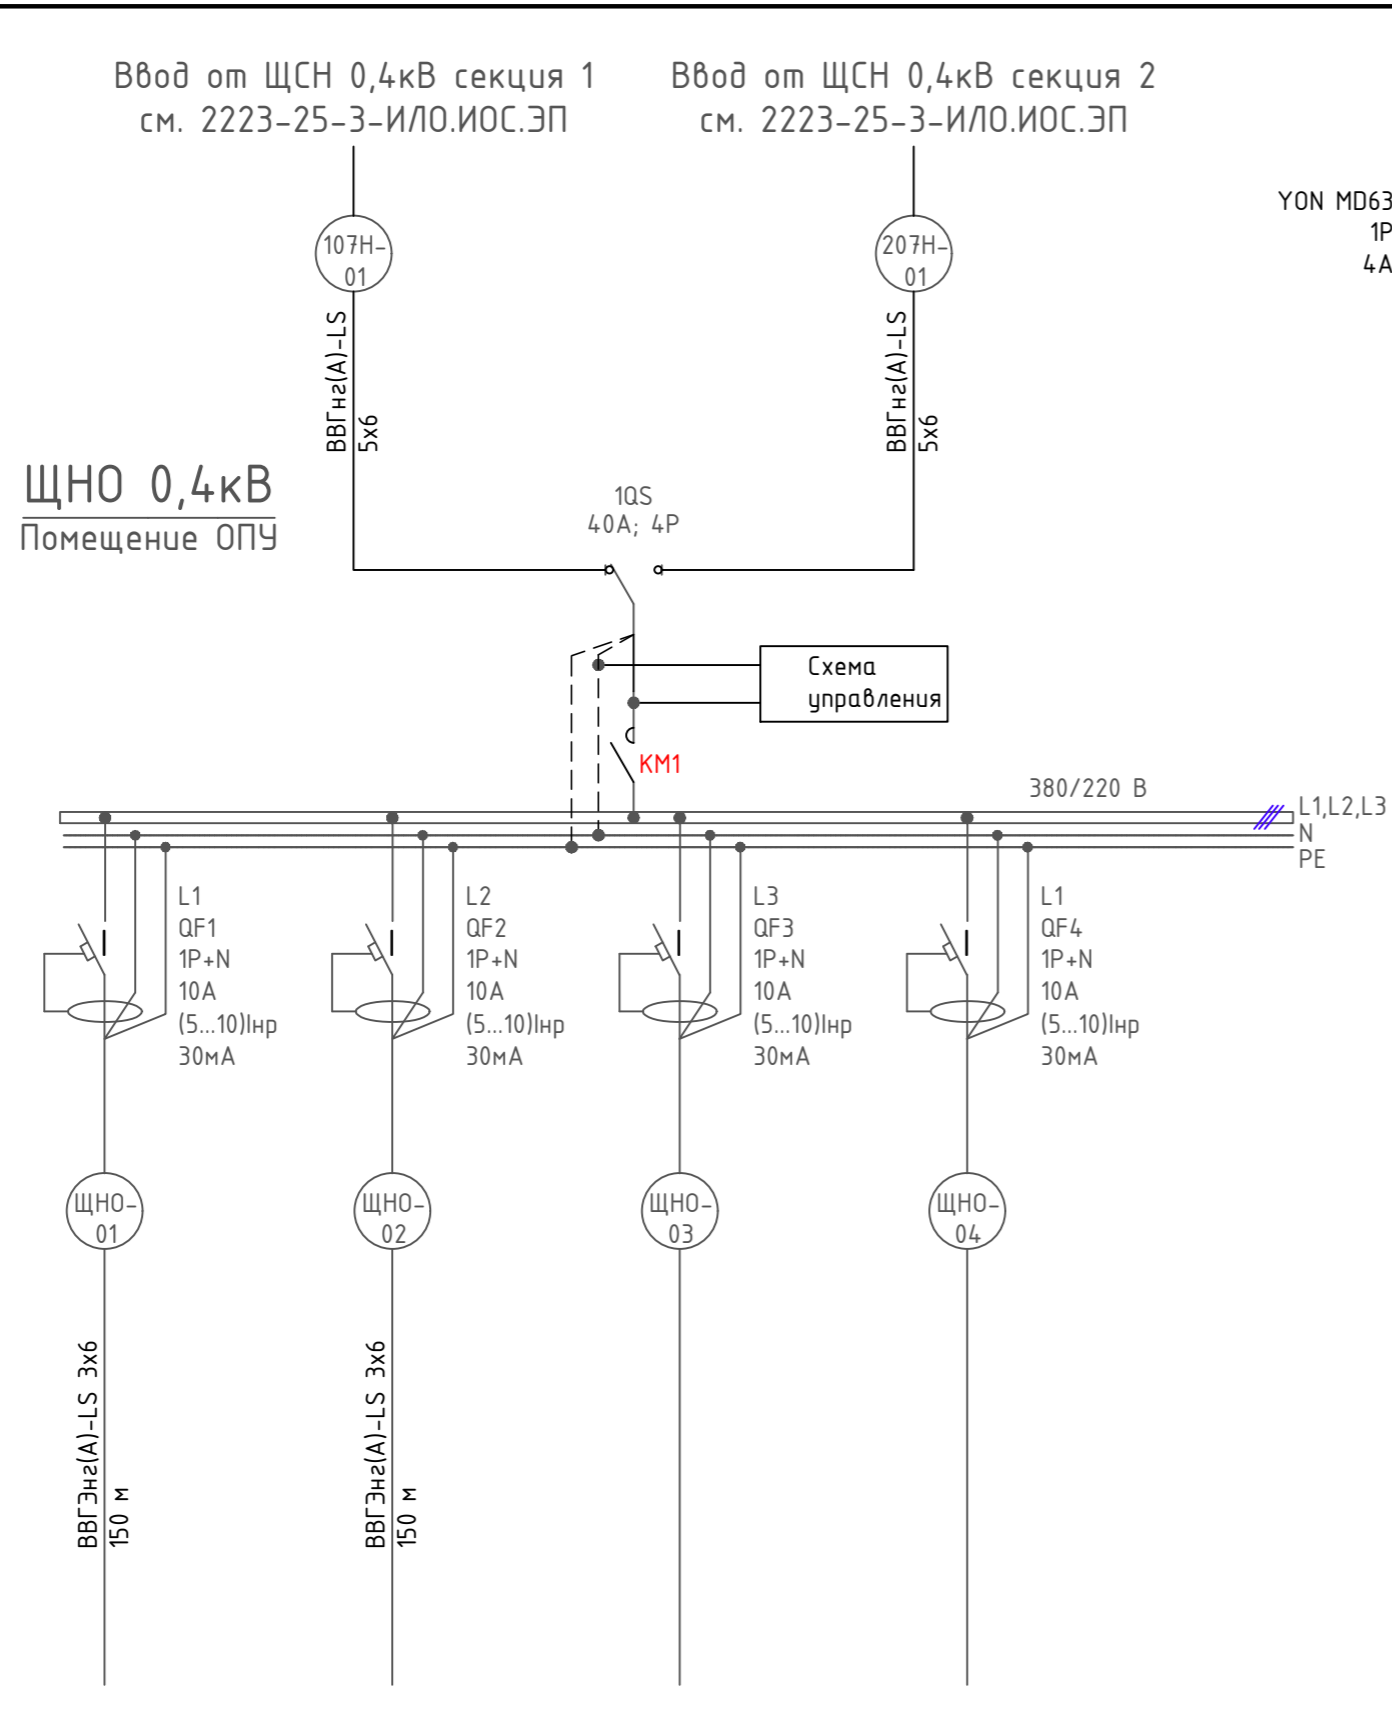 Ввод от ЩСН 0,4кВ секция 1
см. 2223-25-3-ИЛО.ИОС.ЭП
Ввод от ЩСН 0,4кВ секция 2
см. 2223-25-3-ИЛО.ИОС.ЭП
YON MD63
1P
4A
107Н-
01
207Н-
01
ВВГнг(А)-LS
5х6
ВВГнг(А)-LS
5х6
ЩНО 0,4кВ
Помещение ОПУ
1QS
40А; 4Р
Схема
управления
КМ1
380/220 В
L1,L2,L3
N
PE
L1
QF1
1P+N
10А
(5...10)Iнр
30мА
L2
QF2
1P+N
10А
(5...10)Iнр
30мА
L3
QF3
1P+N
10А
(5...10)Iнр
30мА
L1
QF4
1P+N
10А
(5...10)Iнр
30мА
ЩНО-
01
ЩНО-
02
ЩНО-
03
ЩНО-
04
ВВГЭнг(А)-LS 3х6
150 м
ВВГЭнг(А)-LS 3х6
150 м